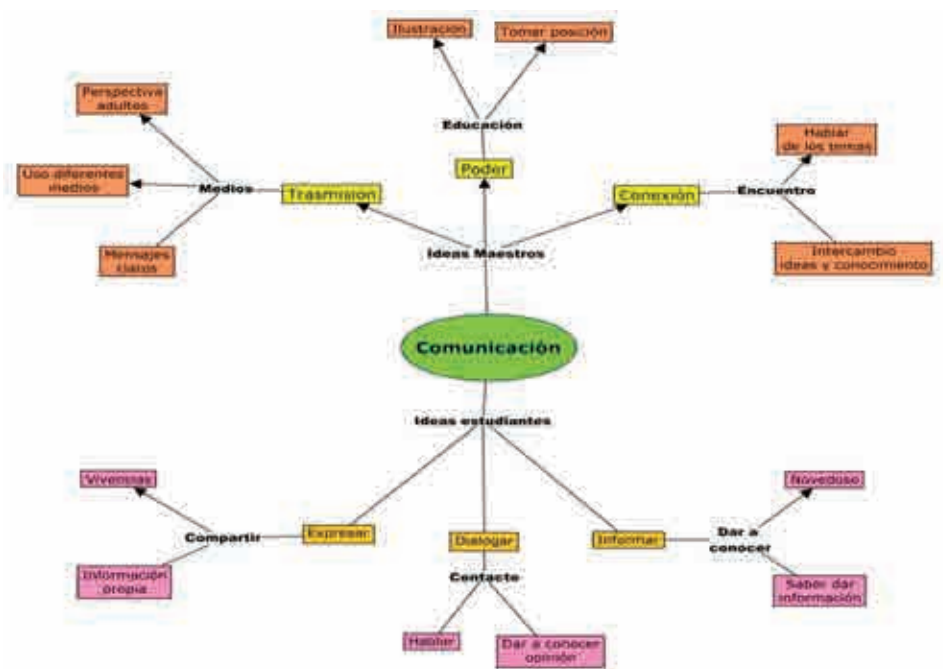 Ilustración
Tomar posición
Perspectiva
adultos
Educación
Hablar
de los temas
Uso diferentes
medios
Medios
Trasmision
Poder
Conexión
Encuentro
Mensajes
claros
Ideas Maestros
Intercambio
ideas y conocimiento
Comunicación
Ideas estudiantes
Vivencias
Novedoso
Compartir
Expresar
Dialogar
Informar
Dar a
conocer
Información
propia
Contacto
Saber dar
información
Hablar
Dar a conocer
opinión